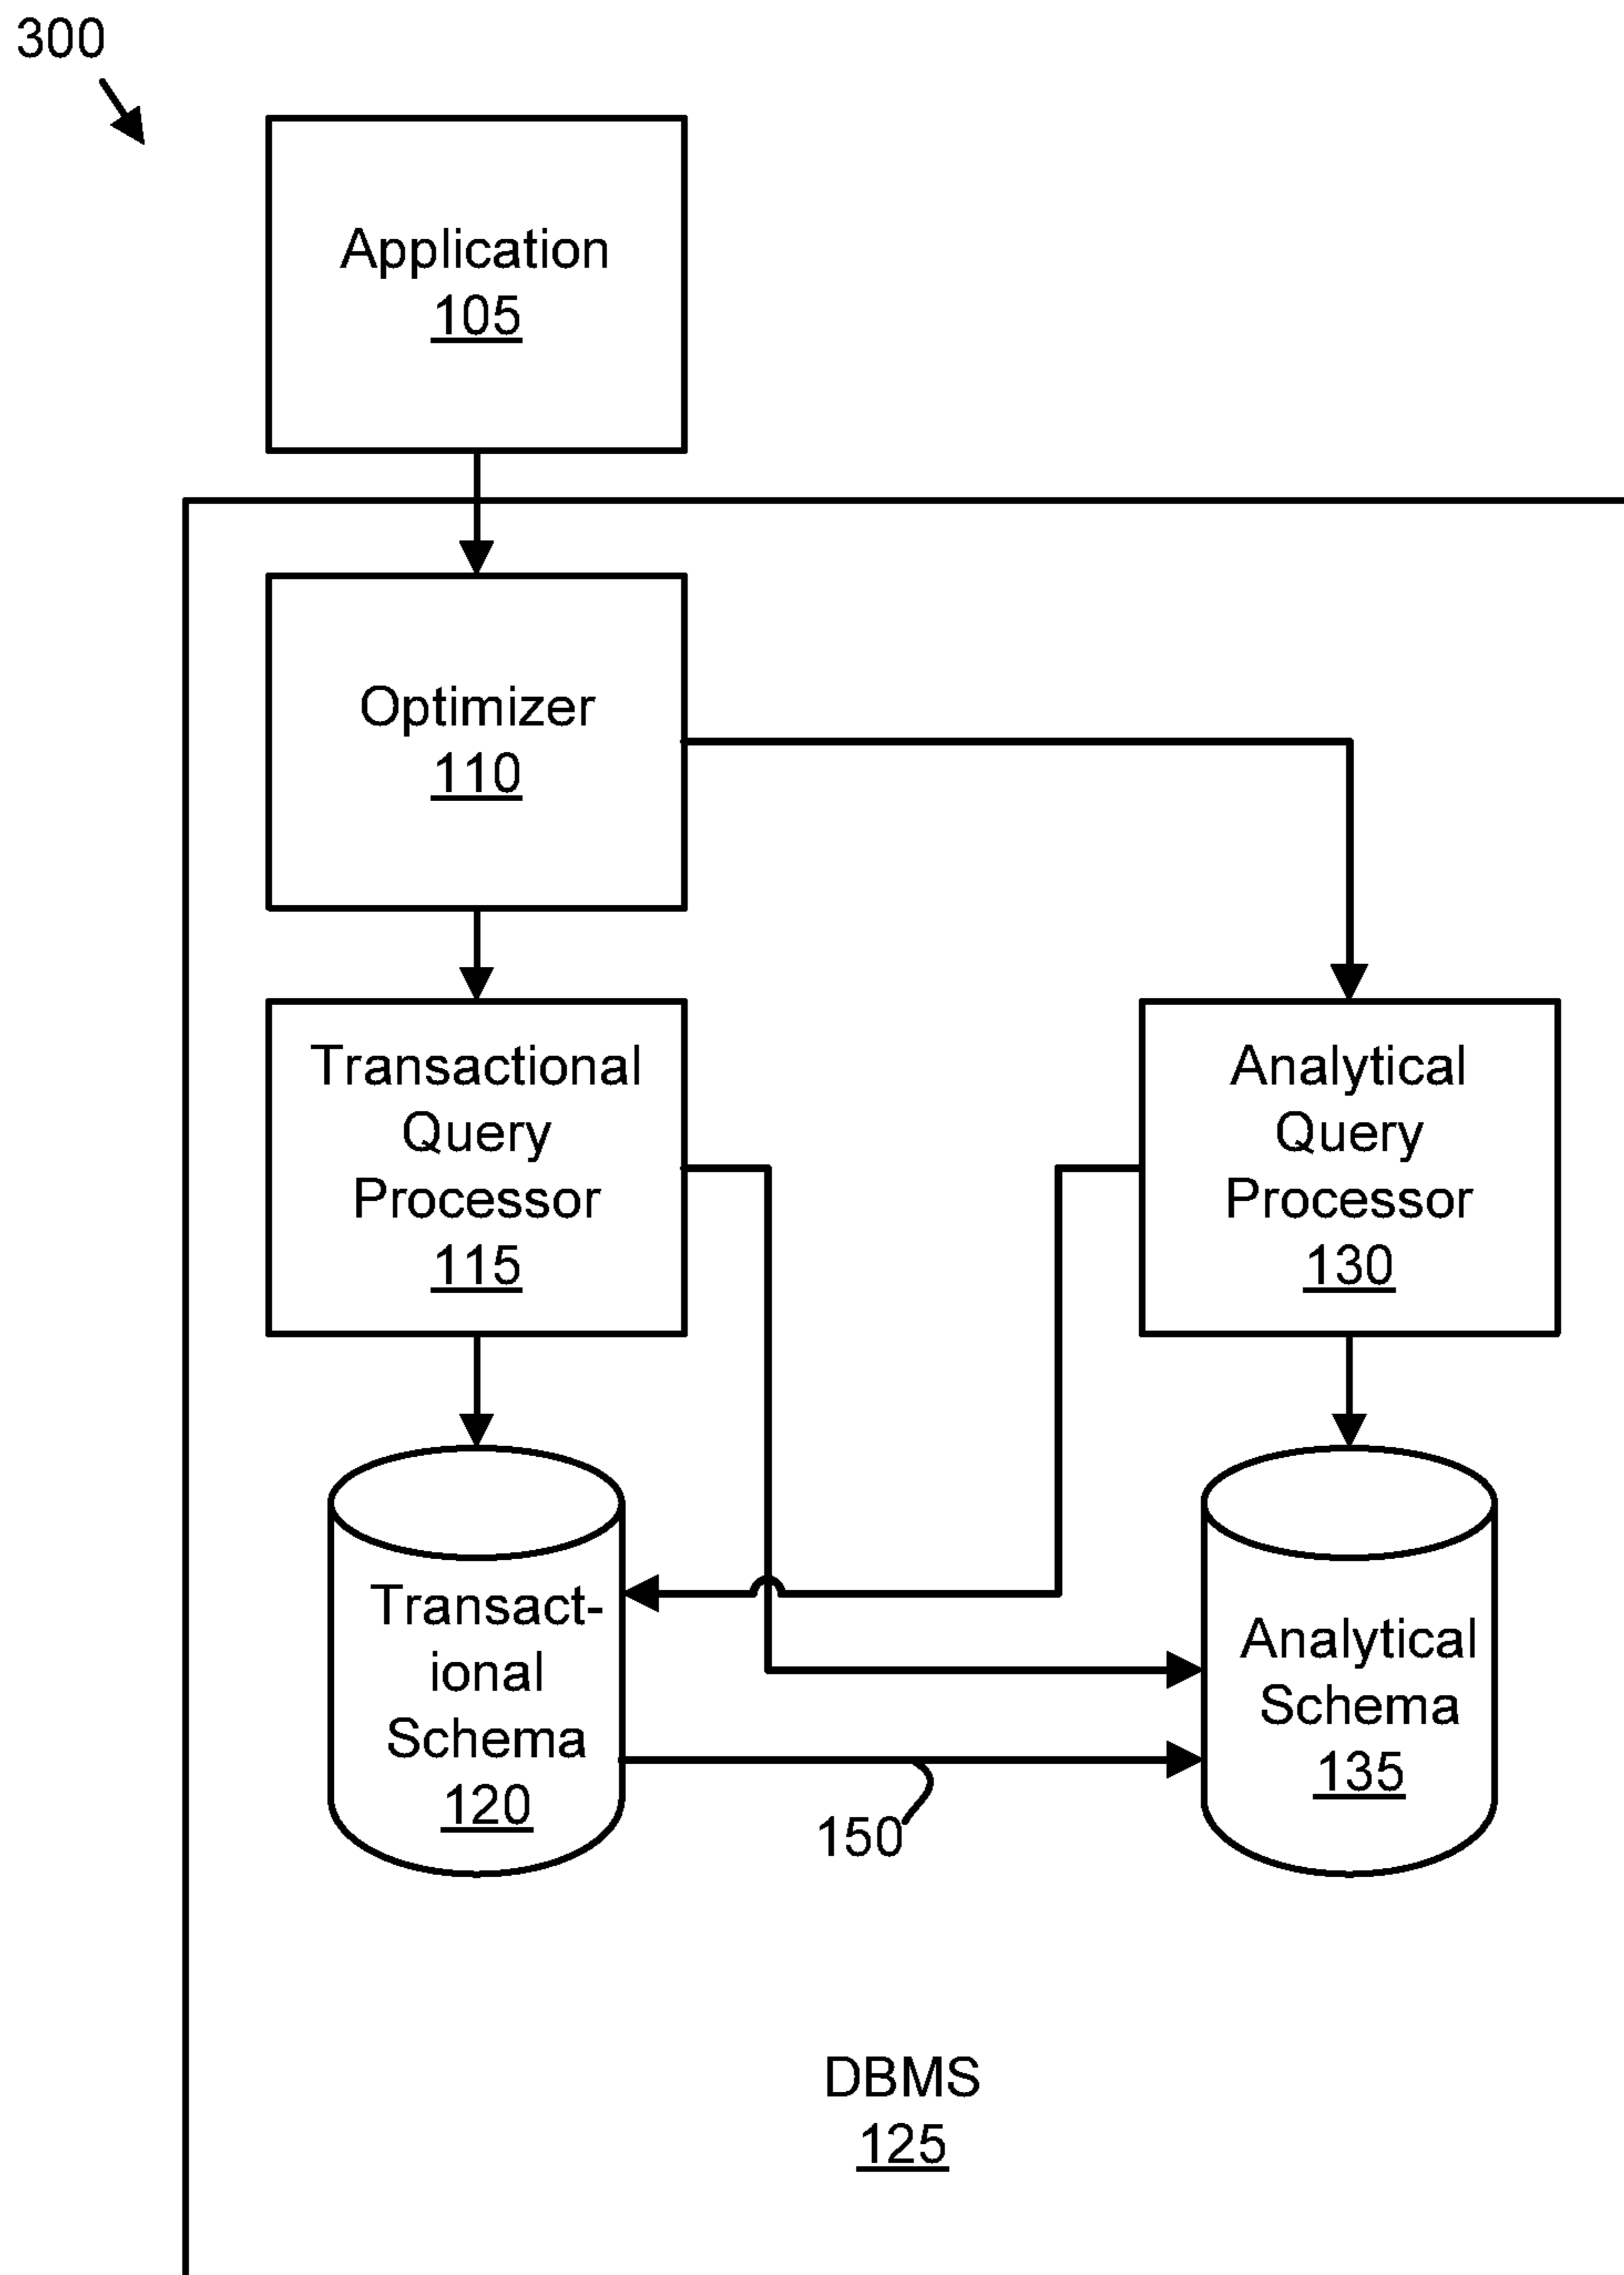 300
Application
105
Optimizer
110
Transactional
Query
Processor
115
Analytical
Query
Processor
130
Transact-
ional
Schema
120
Analytical
Schema
135
150
DBMS
125